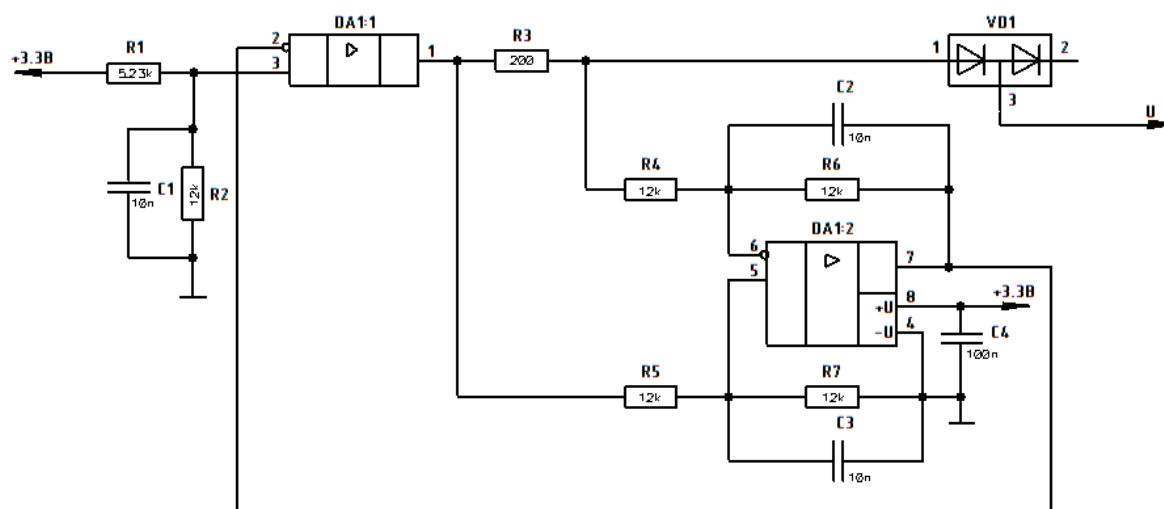 DA1:1
VD1
R1
R3
+3.3В
5.23k
2
3
1
200
1
2
3
U
C2
10n
C1
10n
12k
R2
R4
12k
R6
12k
DA1:2
6
5
7
8
+U
4
-U
+3.3В
C4
100n
R5
12k
R7
12k
C3
10n